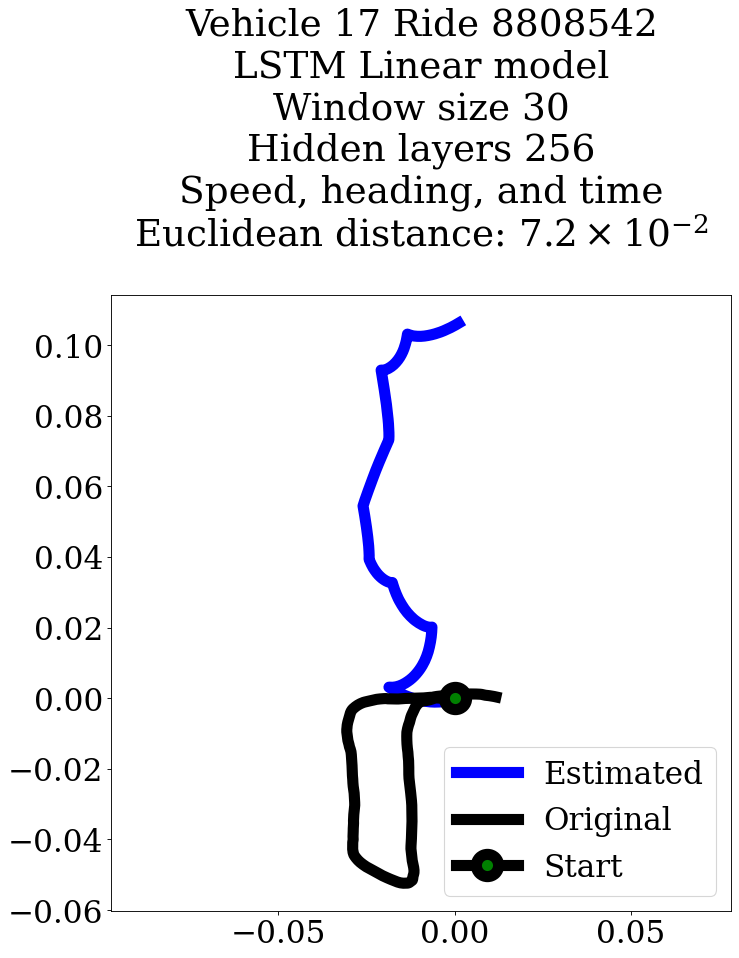 Vehicle 17 Ride 8808542
LSTM Linear model
Window size 30
Hidden layers 256
Speed, heading, and time
Euclidean distance: 7.2 × 10⁻²
0.10
0.08
0.06
0.04
0.02
0.00
−0.02
−0.04
−0.06
Estimated
Original
Start
−0.05
0.00
0.05